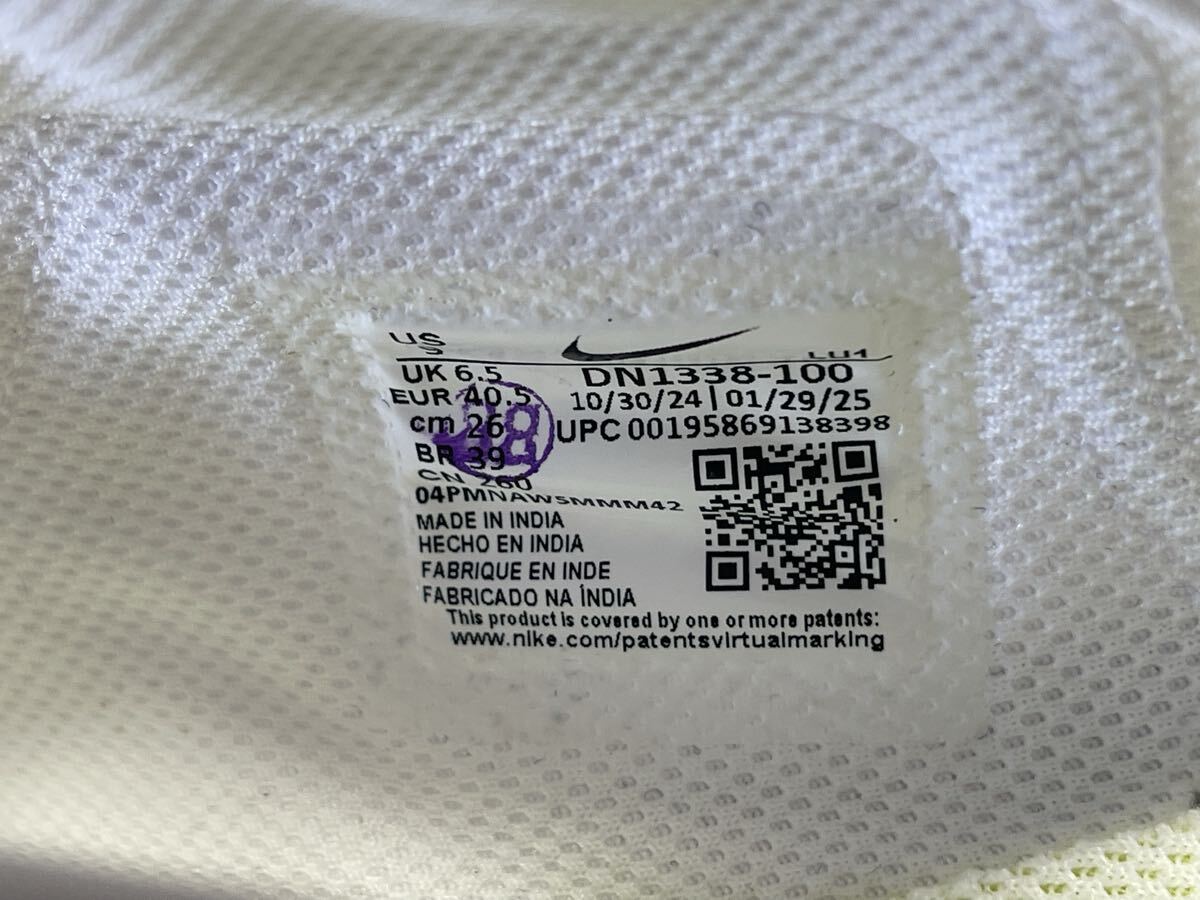 US
LU1
UK 6.5
DN1338-100
EUR 40.5
10/30/24 | 01/29/25
cm 26
UPC 00195869138398
BR 39
CN 260
04PMNAW5MMM42
MADE IN INDIA
HECHO EN INDIA
FABRIQUE EN INDE
FABRICADO NA ÍNDIA
This product is covered by one or more patents:
www.nike.com/patentsvirtualmarking